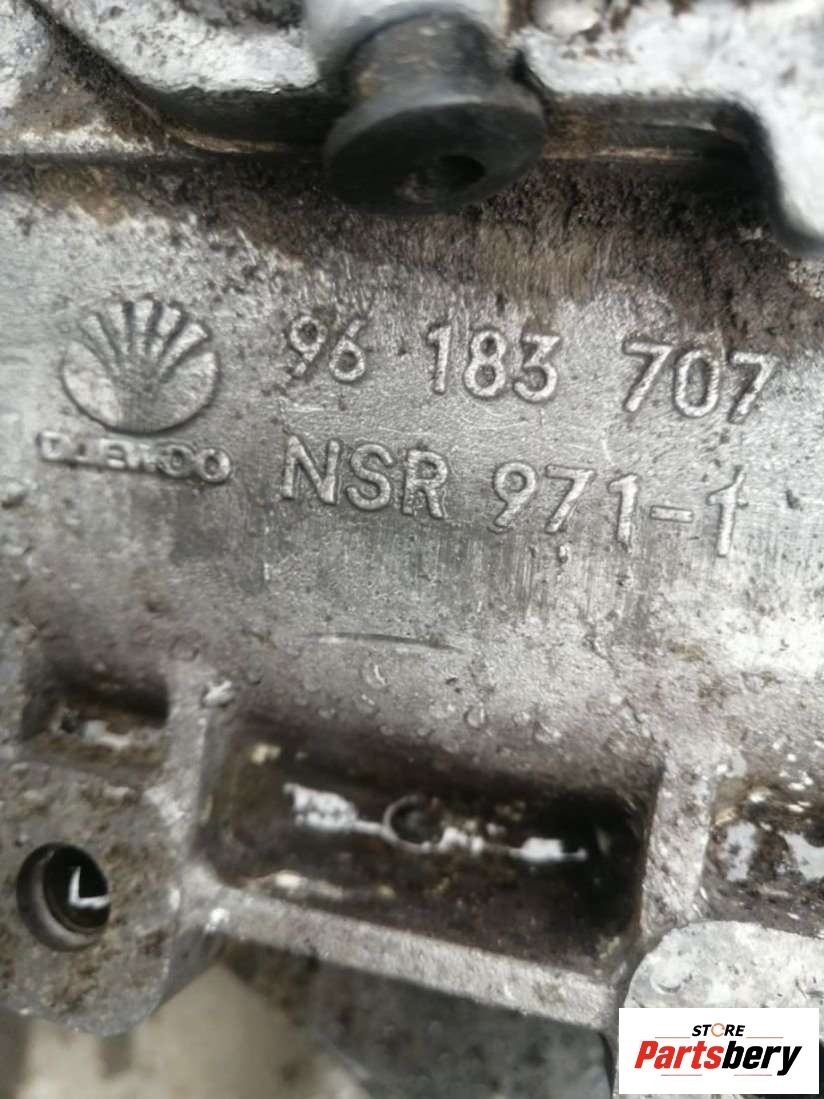 96 183 707
DAEWOO NSR 971-1
STORE
Partsbery